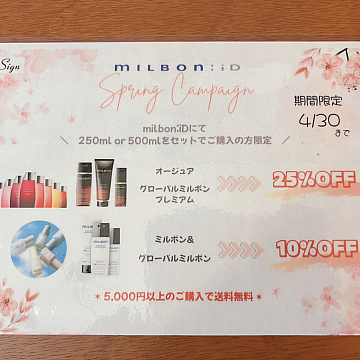 Sign
MILBON:iD
Spring Campaign
期間限定
4/30
まで
milbon:iDにて
250ml or 500mlをセットでご購入の方限定
オージュア
グローバルミルボン
プレミアム
25%OFF
ミルボン&
グローバルミルボン
10%OFF
* 5,000円以上のご購入で送料無料 *